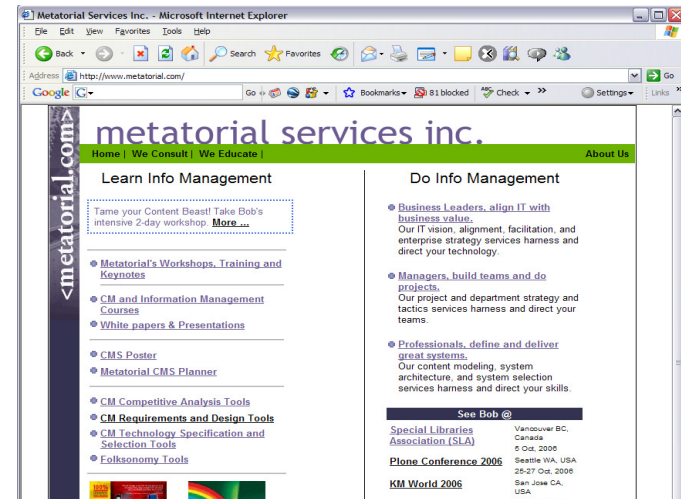 Metatorial Services Inc. - Microsoft Internet Explorer
File Edit View Favorites Tools Help
Back Search Favorites
Address http://www.metatorial.com/ Go
Google Go Bookmarks 81 blocked Check Settings Links
<metatorial.com>
metatorial services inc.
Home | We Consult | We Educate | About Us
Learn Info Management
Tame your Content Beast! Take Bob's
intensive 2-day workshop. More ...
Metatorial's Workshops, Training and
Keynotes
CM and Information Management
Courses
White papers & Presentations
CMS Poster
Metatorial CMS Planner
CM Competitive Analysis Tools
CM Requirements and Design Tools
CM Technology Specification and
Selection Tools
Folksonomy Tools
100%
Do Info Management
Business Leaders, align IT with
business value.
Our IT vision, alignment, facilitation, and
enterprise strategy services harness and
direct your technology.
Managers, build teams and do
projects.
Our project and department strategy and
tactics services harness and direct your
teams.
Professionals, define and deliver
great systems.
Our content modeling, system
architecture, and system selection
services harness and direct your skills.
See Bob @
Special Libraries Vancouver BC,
Association (SLA) Canada
5 Oct, 2006
Plone Conference 2006 Seattle WA, USA
25-27 Oct, 2006
KM World 2006 San Jose CA,
USA